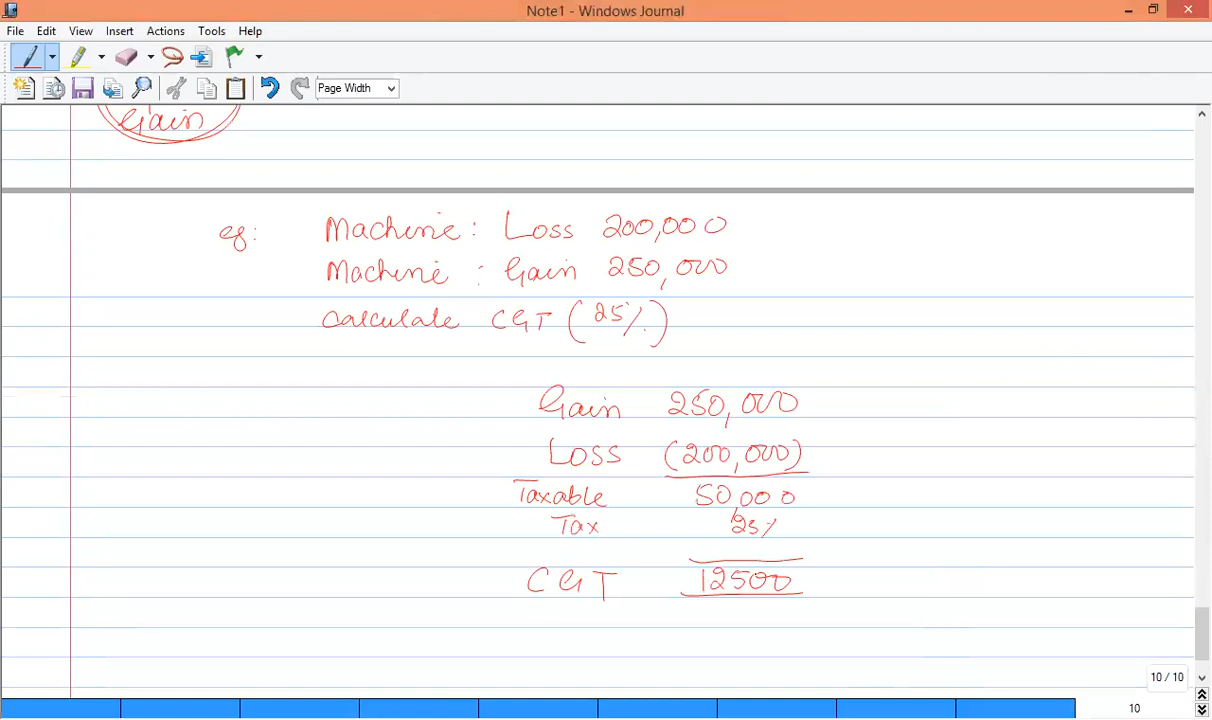 Note1 - Windows Journal
File Edit View Insert Actions Tools Help
Page Width
Gain
eg: Machine: Loss 200,000
Machine : Gain 250,000
Calculate CGT (25%)
Gain 250,000
Loss (200,000)
Taxable 50,000
Tax 25%
CGT 12500
10 / 10
10